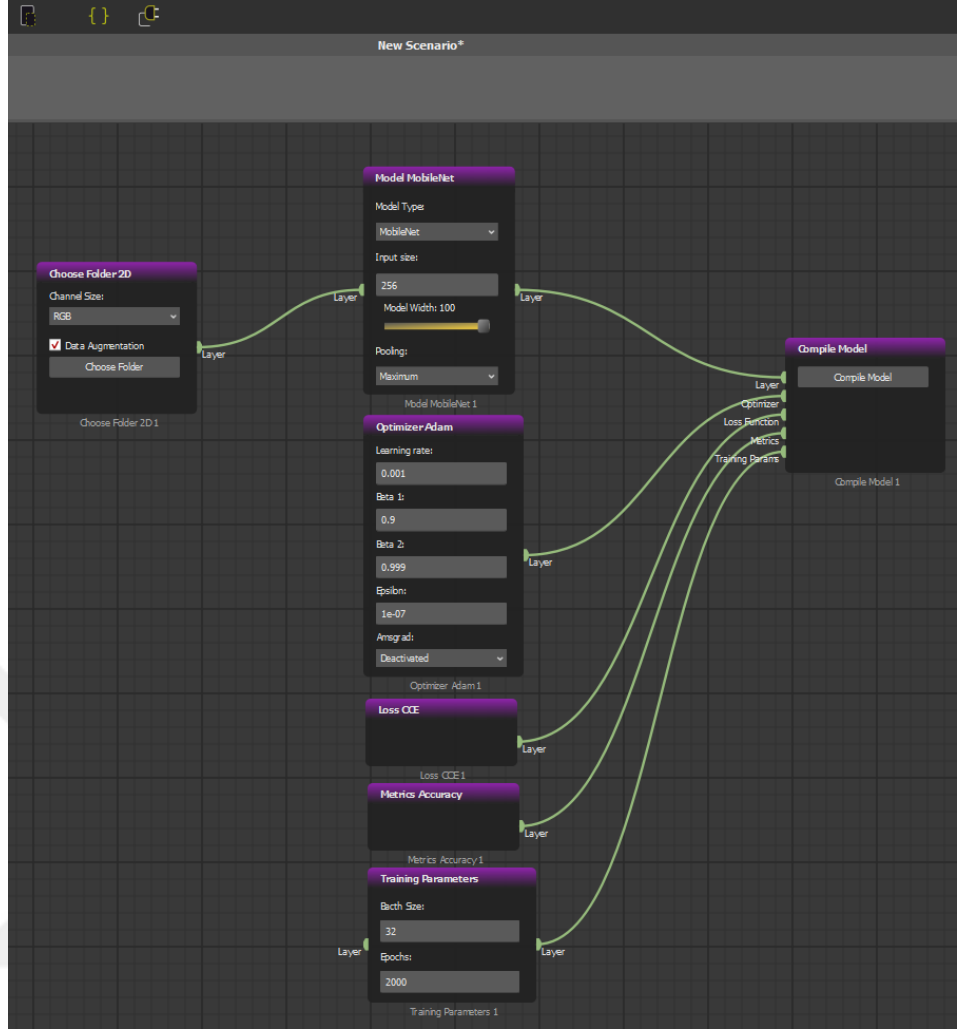 { }
New Scenario*
Choose Folder 2D
Channel Size:
RGB
Data Augmentation
Choose Folder
Layer
Choose Folder 2D 1
Model MobileNet
Model Type:
MobileNet
Input size:
256
Model Width: 100
Pooling:
Maximum
Layer
Layer
Model MobileNet 1
Optimizer Adam
Learning rate:
0.001
Beta 1:
0.9
Beta 2:
0.999
Epsilon:
1e-07
Amsgrad:
Deactivated
Layer
Optimizer Adam 1
Loss CCE
Layer
Loss CCE 1
Metrics Accuracy
Layer
Metrics Accuracy 1
Training Parameters
Bacth Size:
32
Layer
Epochs:
2000
Layer
Training Parameters 1
Compile Model
Compile Model
Layer
Optimizer
Loss Function
Metrics
Training Params
Compile Model 1